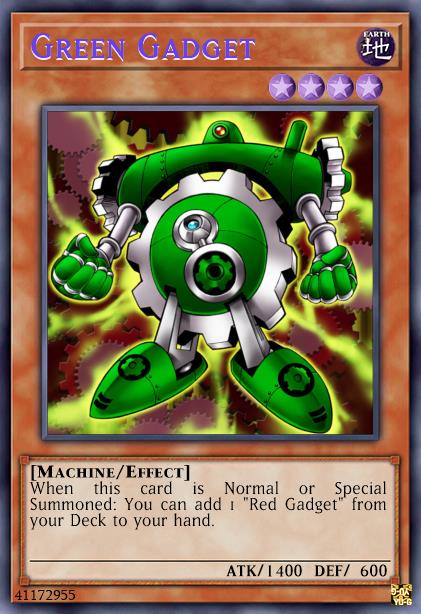 Green Gadget
EARTH
地
[Machine/Effect]
When this card is Normal or Special
Summoned: You can add 1 "Red Gadget" from
your Deck to your hand.
ATK/1400 DEF/ 600
41172955